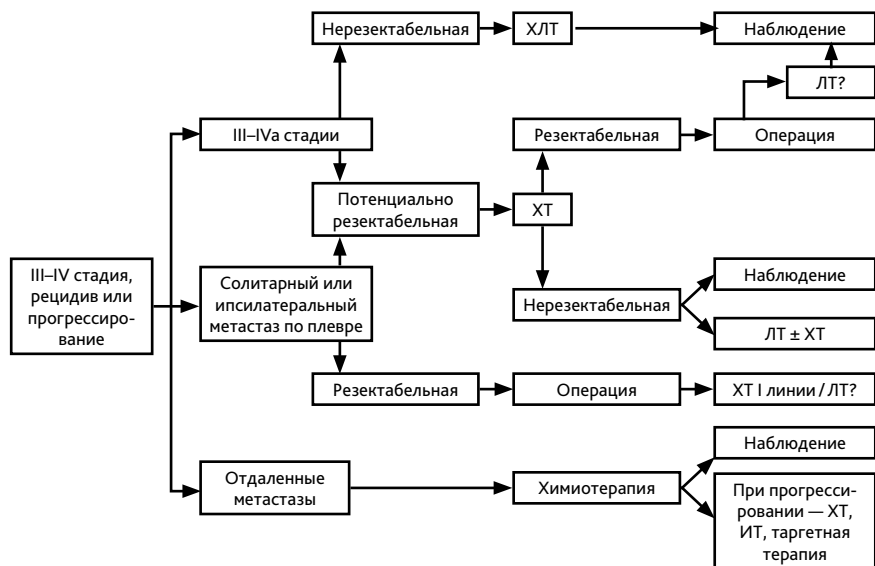 Нерезектабельная
ХЛТ
Наблюдение
ЛТ?
III–IVa стадии
Резектабельная
Операция
Потенциально
резектабельная
ХТ
III–IV стадия,
рецидив или
прогрессиро-
вание
Солитарный или
ипсилатеральный
метастаз по плевре
Наблюдение
Нерезектабельная
ЛТ ± ХТ
Резектабельная
Операция
ХТ I линии / ЛТ?
Наблюдение
Отдаленные
метастазы
Химиотерапия
При прогресси-
ровании — ХТ,
ИТ, таргетная
терапия